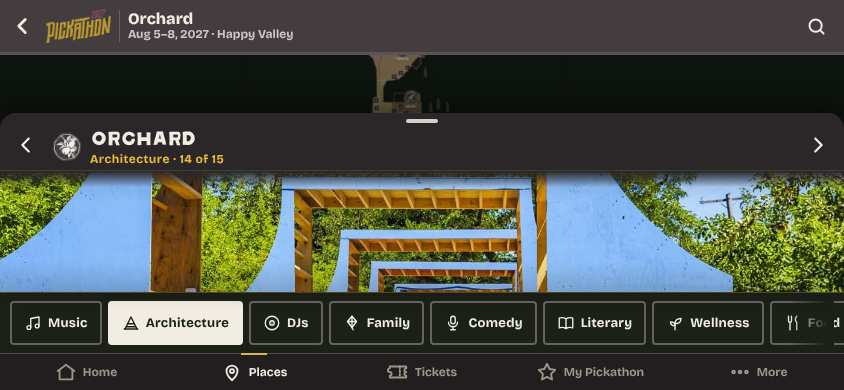 PICKATHON
Orchard
Aug 5–8, 2027 · Happy Valley
ORCHARD
Architecture · 14 of 15
Music
Architecture
DJs
Family
Comedy
Literary
Wellness
Food
Home
Places
Tickets
My Pickathon
More